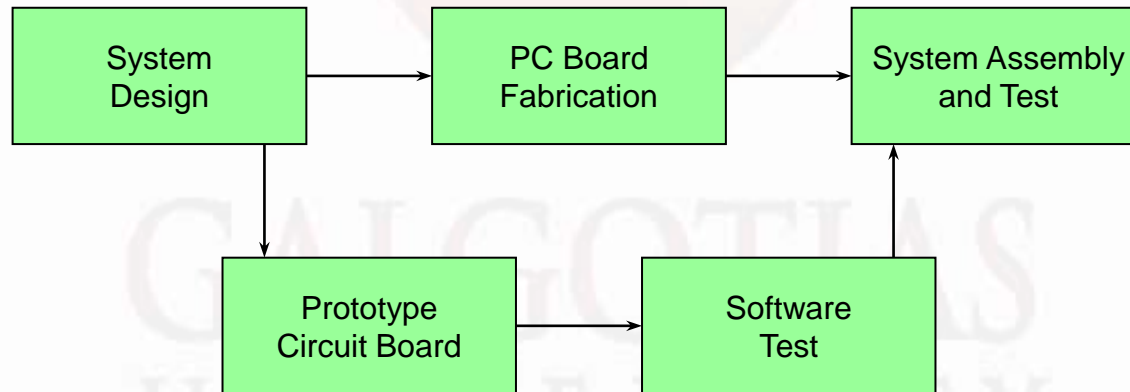 System
Design
PC Board
Fabrication
System Assembly
and Test
Prototype
Circuit Board
Software
Test
GALGOTIAS